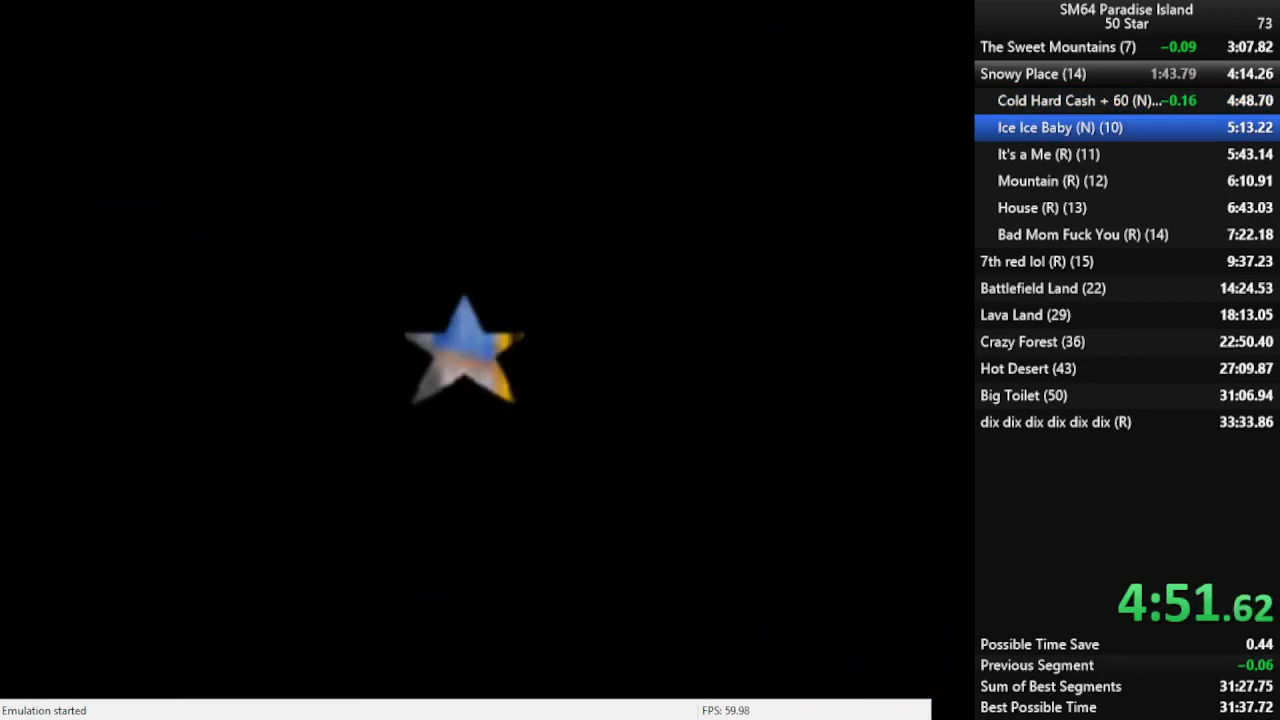 SM64 Paradise Island
50 Star 73
The Sweet Mountains (7) −0.09 3:07.82
Snowy Place (14) 1:43.79 4:14.26
Cold Hard Cash + 60 (N)... −0.16 4:48.70
Ice Ice Baby (N) (10) 5:13.22
It's a Me (R) (11) 5:43.14
Mountain (R) (12) 6:10.91
House (R) (13) 6:43.03
Bad Mom Fuck You (R) (14) 7:22.18
7th red lol (R) (15) 9:37.23
Battlefield Land (22) 14:24.53
Lava Land (29) 18:13.05
Crazy Forest (36) 22:50.40
Hot Desert (43) 27:09.87
Big Toilet (50) 31:06.94
dix dix dix dix dix dix (R) 33:33.86
4:51.62
Possible Time Save 0.44
Previous Segment −0.06
Sum of Best Segments 31:27.75
Best Possible Time 31:37.72
Emulation started FPS: 59.98